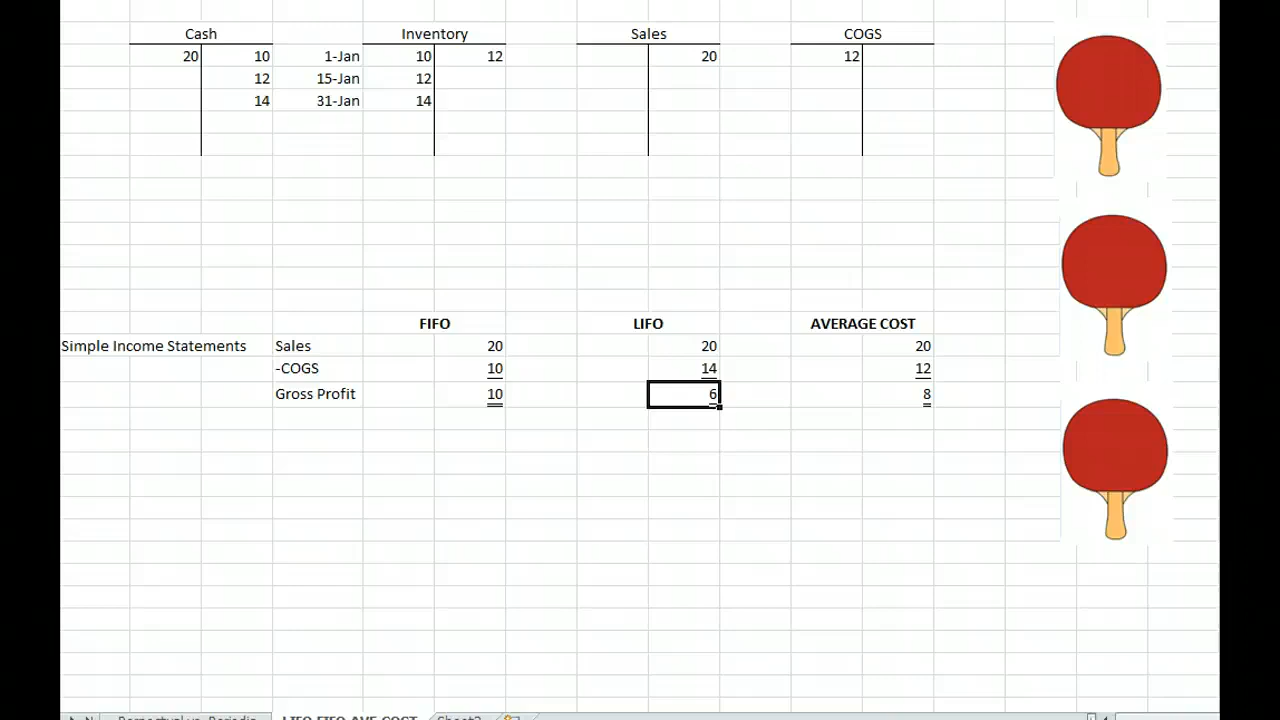 Cash Inventory Sales COGS
20 10 1-Jan 10 12 20 12
12 15-Jan 12
14 31-Jan 14
FIFO LIFO AVERAGE COST
Simple Income Statements Sales 20 20 20
-COGS 10 14 12
Gross Profit 10 6 8